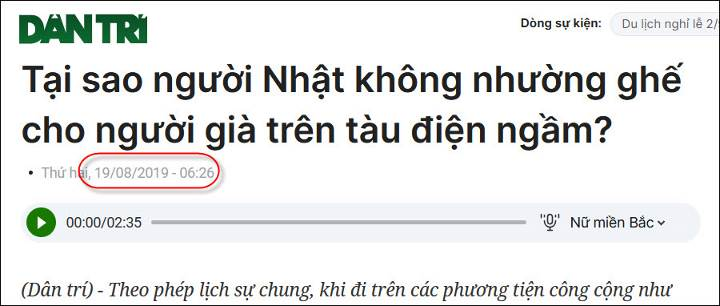 DÂN TRÍ
Dòng sự kiện:
Du lịch nghỉ lễ 2/
Tại sao người Nhật không nhường ghế
cho người già trên tàu điện ngầm?
• Thứ hai, 19/08/2019 - 06:26
00:00/02:35
Nữ miền Bắc
(Dân trí) - Theo phép lịch sự chung, khi đi trên các phương tiện công cộng như